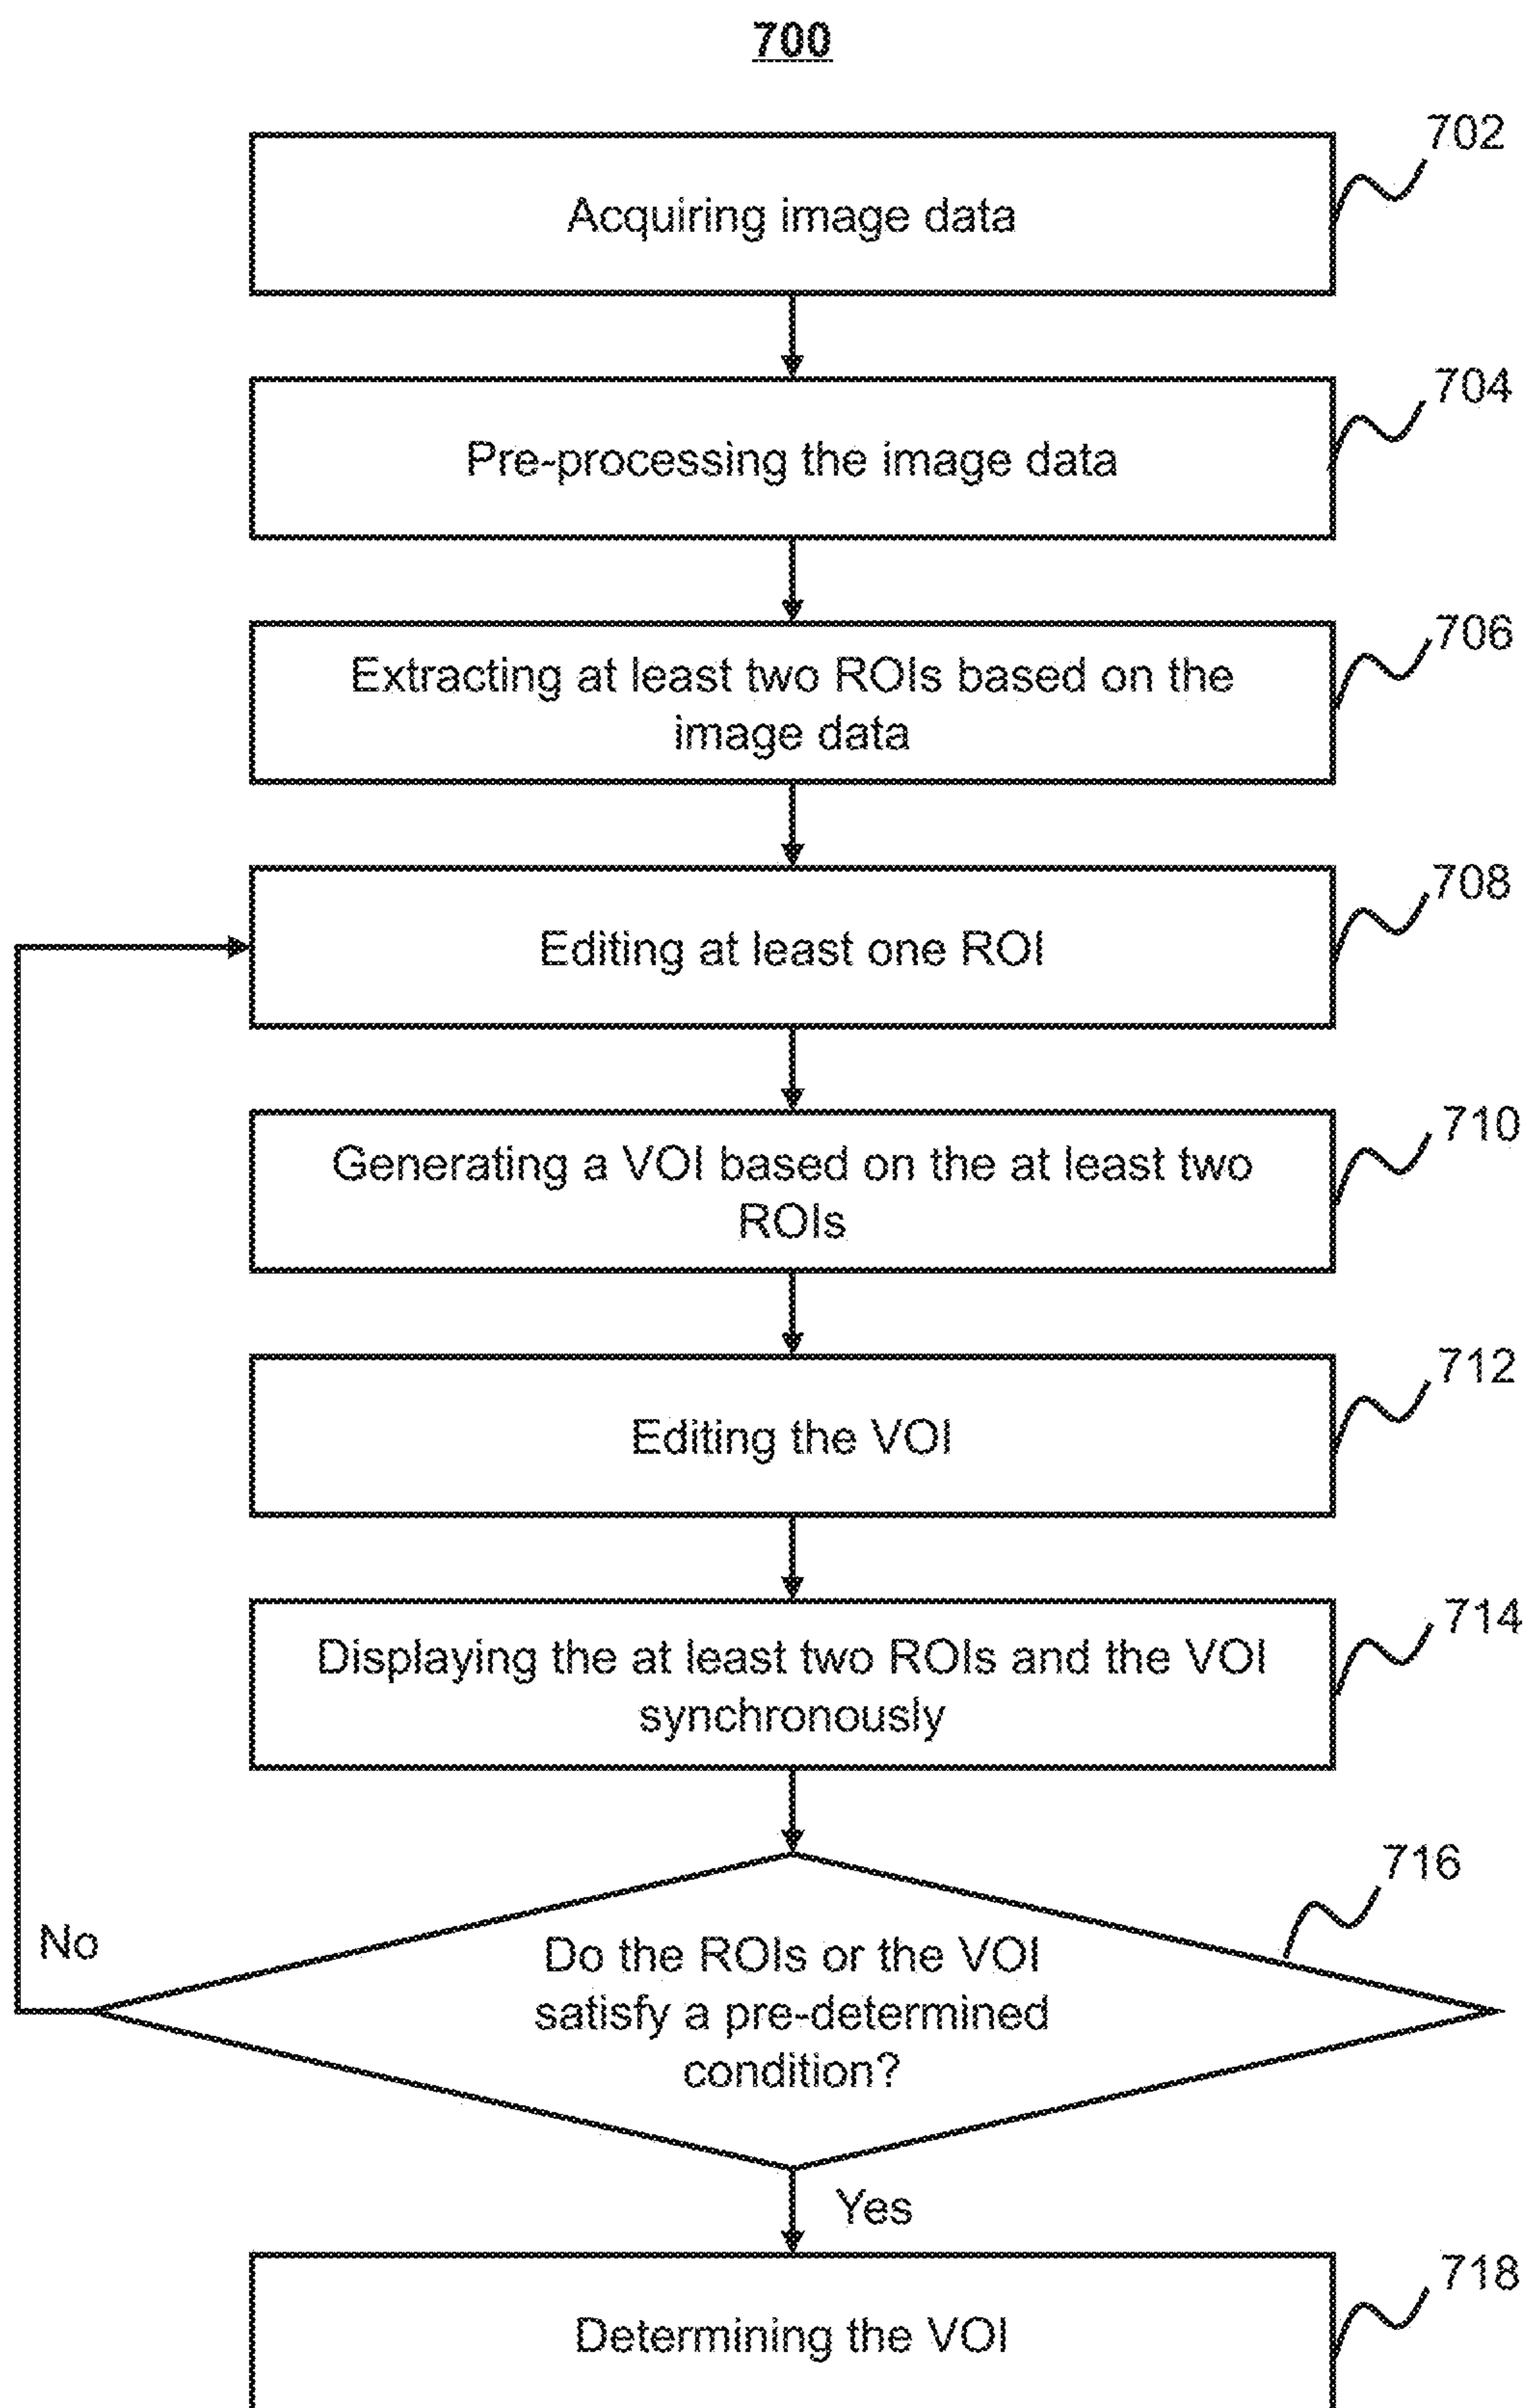 700
702
Acquiring image data
704
Pre-processing the image data
706
Extracting at least two ROIs based on the
image data
708
Editing at least one ROI
710
Generating a VOI based on the at least two
ROIs
712
Editing the VOI
714
Displaying the at least two ROIs and the VOI
synchronously
716
No
Do the ROIs or the VOI
satisfy a pre-determined
condition?
Yes
718
Determining the VOI